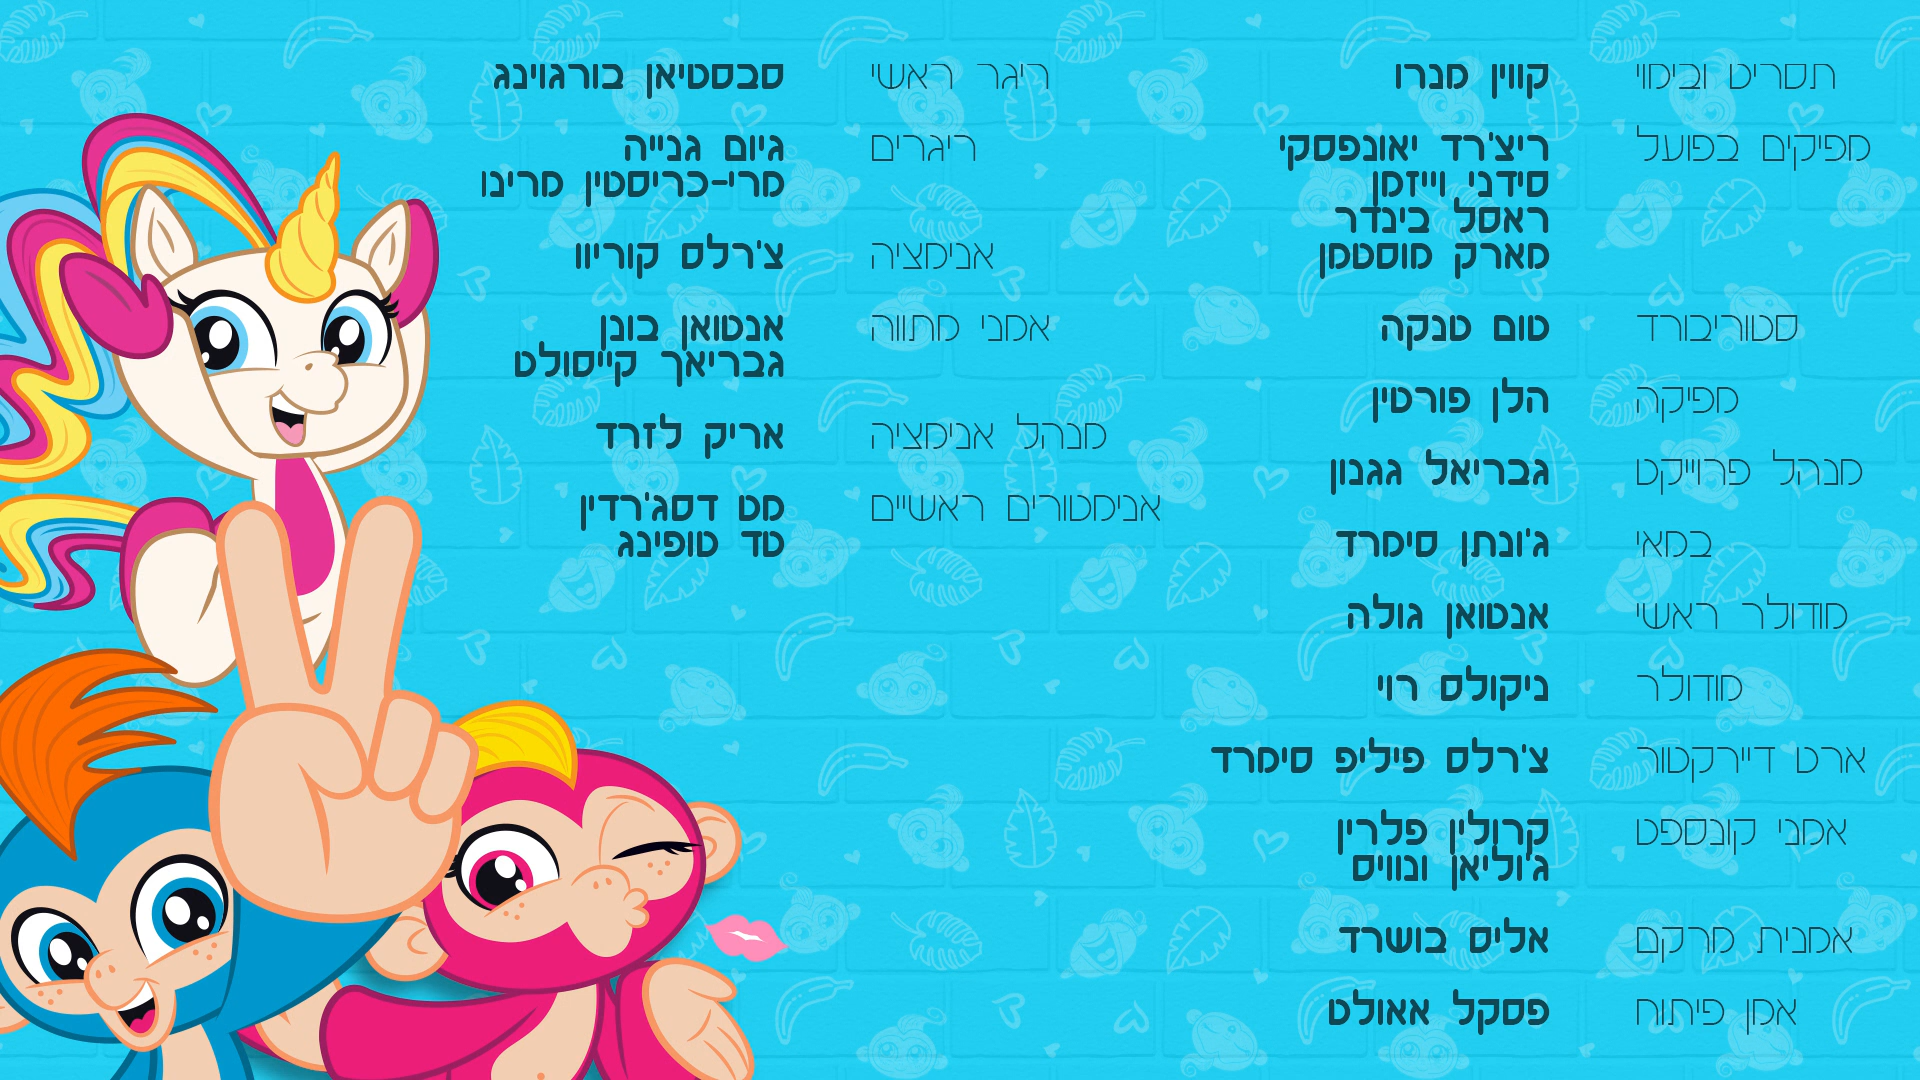 תסריט ובימוי קווין מנרו
מפיקים בפועל ריצ'רד יאונפסקי
סידני וייזמן
ראסל בינדר
מארק מוסטמן
סטוריבורד טום טנקה
מפיקה הלן פורטין
מנהל פרוייקט גבריאל גגנון
במאי ג'ונתן סימרד
מודולר ראשי אנטואן גולה
מודולר ניקולס רוי
ארט דיירקטור צ'רלס פיליפ סימרד
אמני קונספט קרולין פלרין
ג'וליאן ונוויס
אמנית מרקם אליס בושרד
אמן פיתוח פסקל אאולט
ריגר ראשי סבסטיאן בורגוינג
ריגרים גיום גנייה
מרי-כריסטין מרינו
אנימציה צ'רלס קוריוו
אמני מתווה אנטואן בונן
גבריאך קייסולט
מנהל אנימציה אריק לזרד
אנימטורים ראשיים מט דסג'רדין
טד טופינג